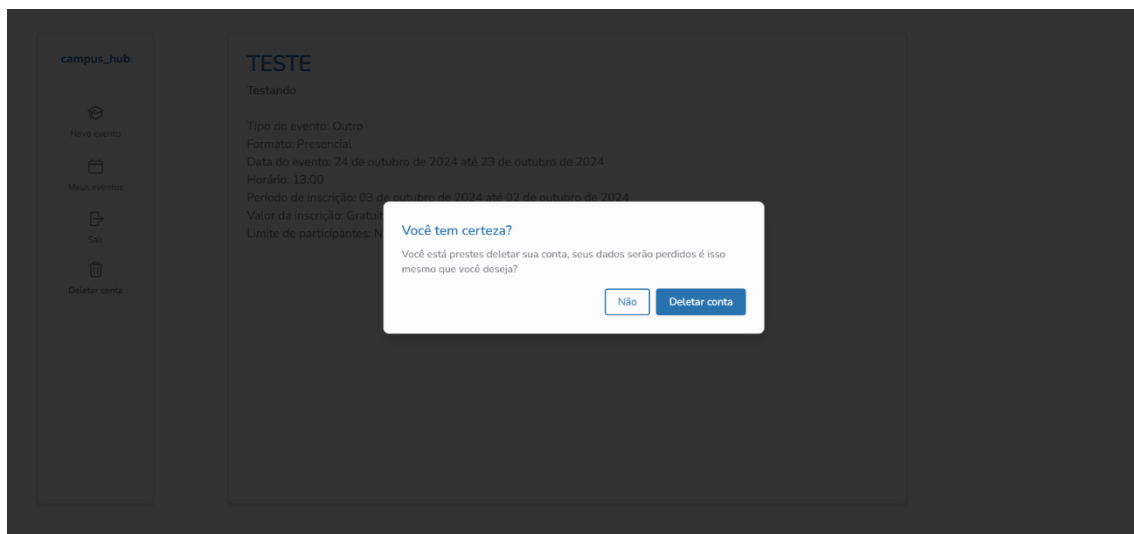 campus_hub
Novo evento
Meus eventos
Sair
Deletar conta
TESTE
Testando
Tipo do evento: Outro
Formato: Presencial
Data do evento: 24 de outubro de 2024 até 23 de outubro de 2024
Horário: 13:00
Período de inscrição: 03 de outubro de 2024 até 02 de outubro de 2024
Valor da inscrição: Gratuit
Limite de participantes: N
Você tem certeza?
Você está prestes deletar sua conta, seus dados serão perdidos é isso
mesmo que você deseja?
Não
Deletar conta